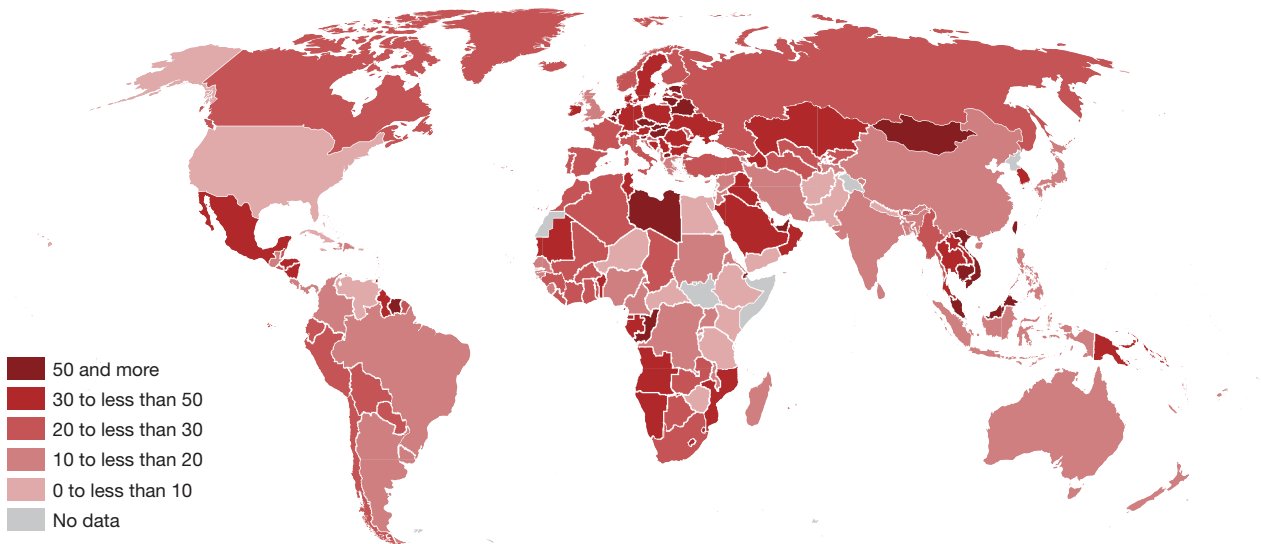 50 and more
30 to less than 50
20 to less than 30
10 to less than 20
0 to less than 10
No data